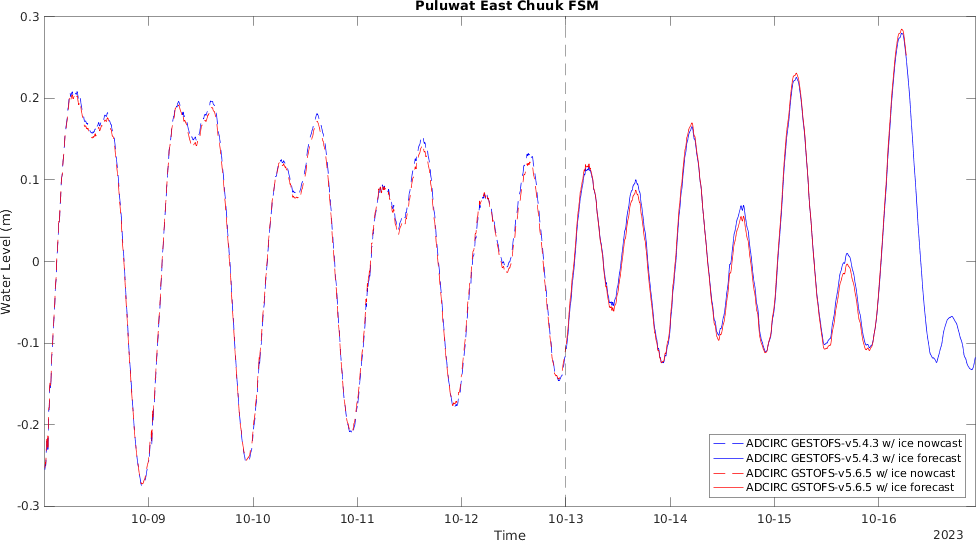 Puluwat East Chuuk FSM
0.3
0.2
0.1
0
-0.1
-0.2
-0.3
Water Level (m)
10-09
10-10
10-11
10-12
10-13
10-14
10-15
10-16
Time
2023
ADCIRC GESTOFS-v5.4.3 w/ ice nowcast
ADCIRC GESTOFS-v5.4.3 w/ ice forecast
ADCIRC GSTOFS-v5.6.5 w/ ice nowcast
ADCIRC GSTOFS-v5.6.5 w/ ice forecast